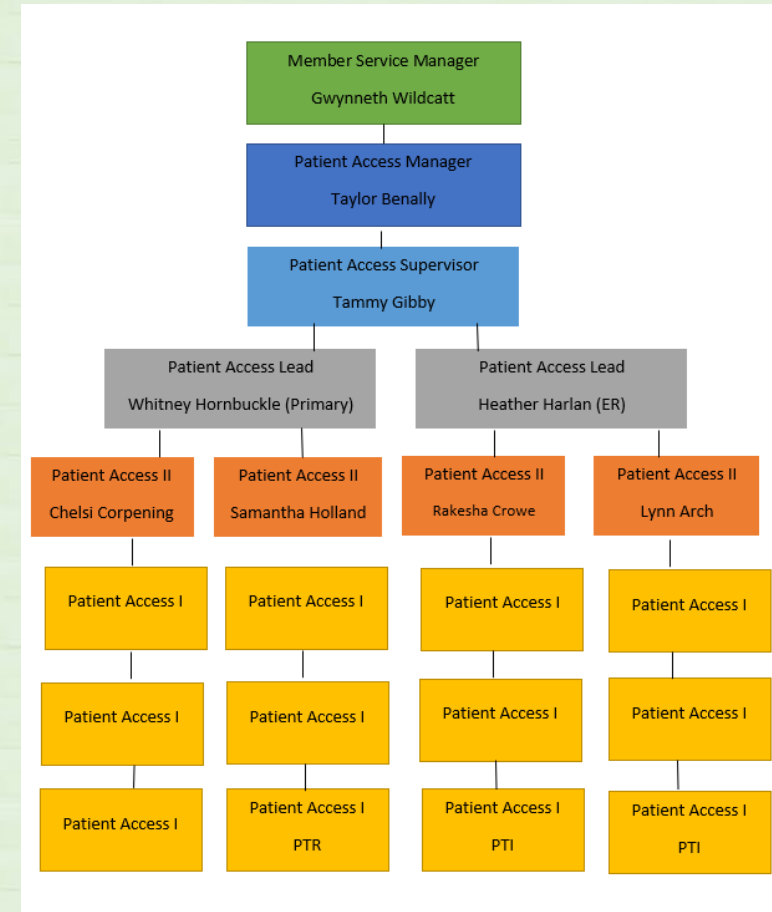 Member Service Manager
Gwynneth Wildcatt
Patient Access Manager
Taylor Benally
Patient Access Supervisor
Tammy Gibby
Patient Access Lead
Whitney Hornbuckle (Primary)
Patient Access Lead
Heather Harlan (ER)
Patient Access II
Chelsi Corpening
Patient Access II
Samantha Holland
Patient Access II
Rakesha Crowe
Patient Access II
Lynn Arch
Patient Access I
Patient Access I
Patient Access I
Patient Access I
Patient Access I
Patient Access I
Patient Access I
Patient Access I
Patient Access I
Patient Access I
PTR
Patient Access I
PTI
Patient Access I
PTI